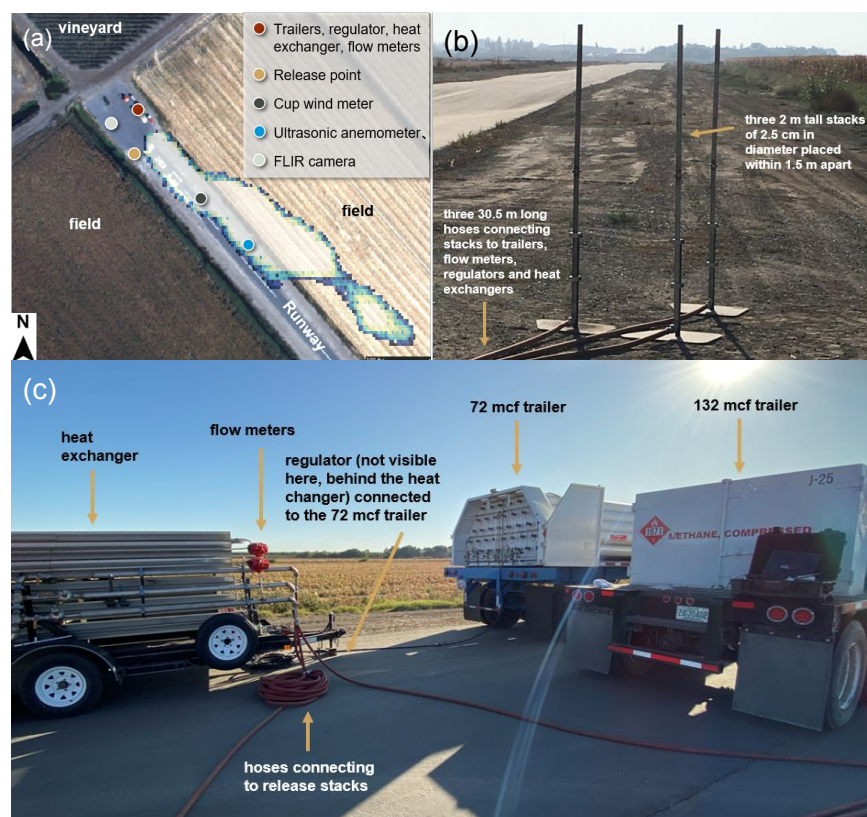 (a)
vineyard
Trailers, regulator, heat
exchanger, flow meters
Release point
Cup wind meter
Ultrasonic anemometer
FLIR camera
field
field
Runway
N
(b)
three 2 m tall stacks
of 2.5 cm in
diameter placed
within 1.5 m apart
three 30.5 m long
hoses connecting
stacks to trailers,
flow meters,
regulators and heat
exchangers
(c)
heat
exchanger
flow meters
regulator (not visible
here, behind the heat
changer) connected
to the 72 mcf trailer
72 mcf trailer
132 mcf trailer
J-25
1971
METHANE, COMPRESSED
hoses connecting
to release stacks